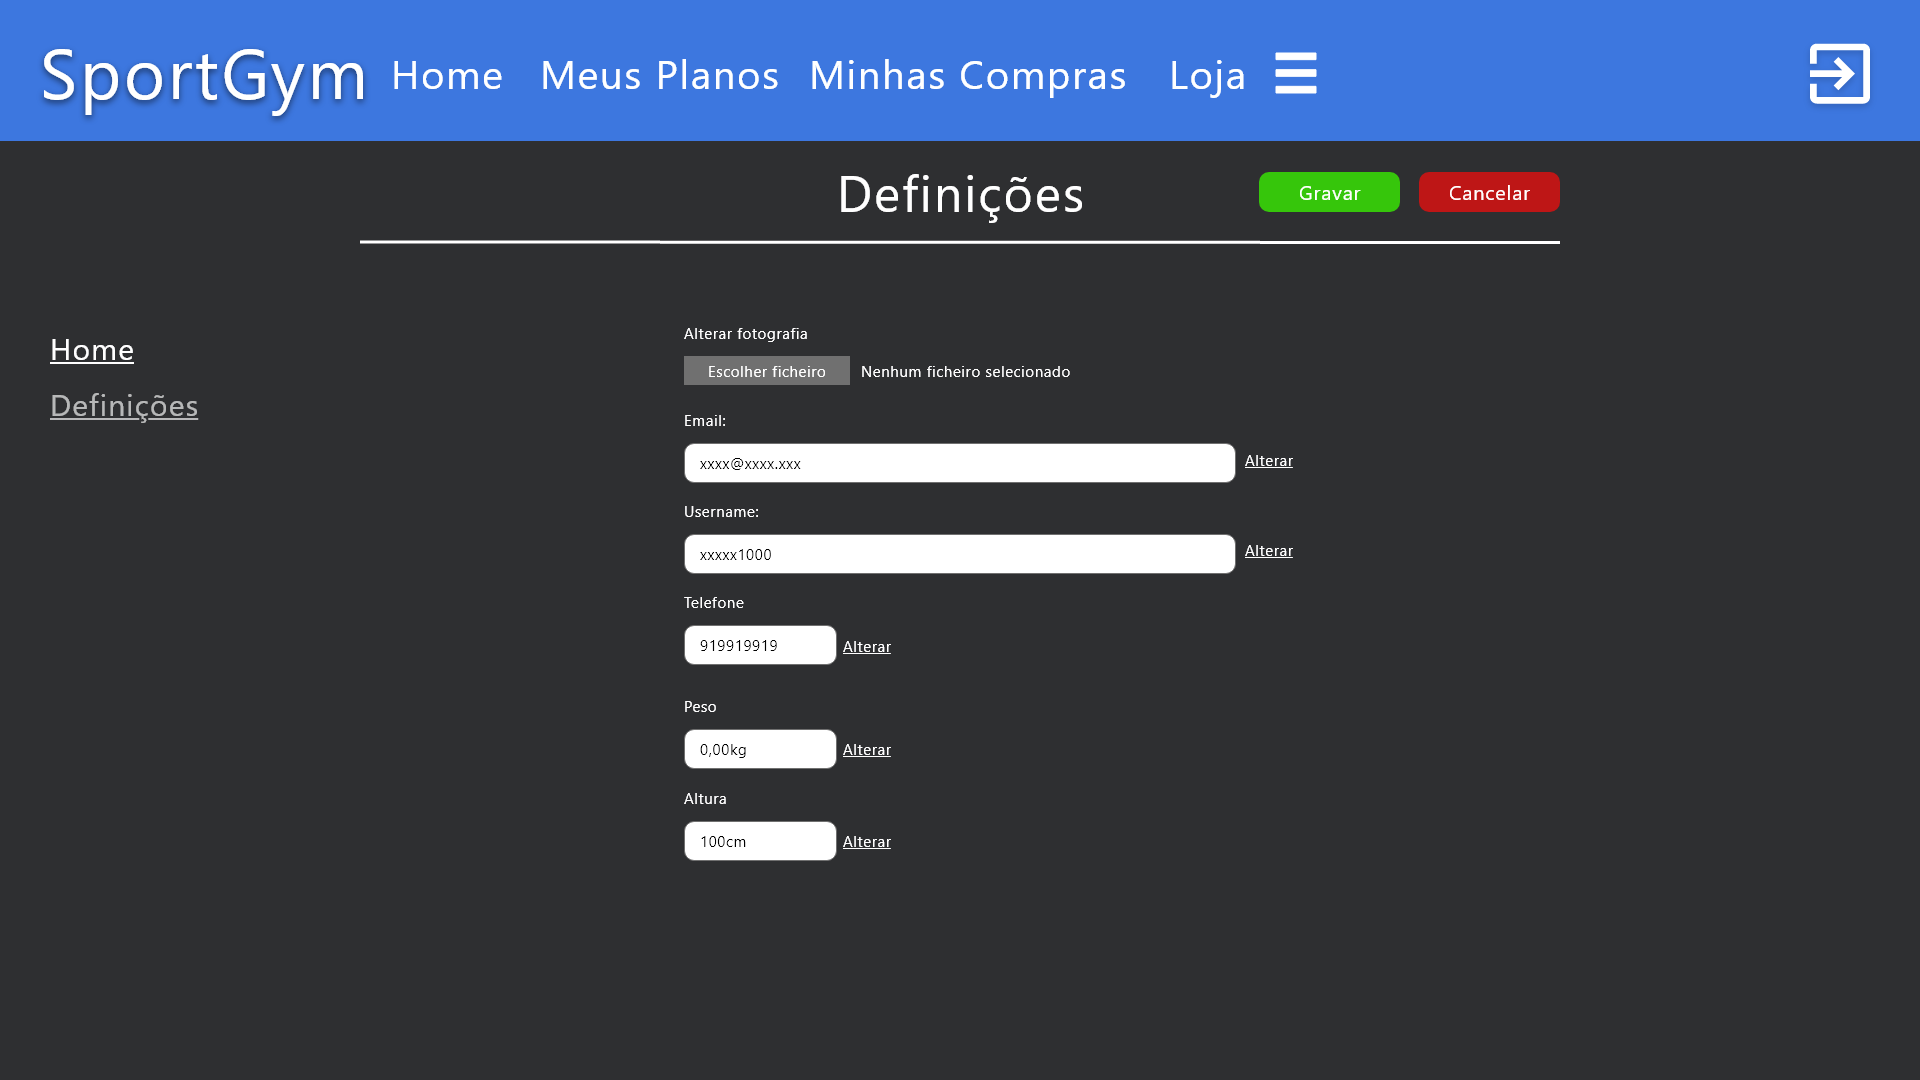 SportGym Home Meus Planos Minhas Compras Loja
Definições Gravar Cancelar
Home
Definições
Alterar fotografia
Escolher ficheiro Nenhum ficheiro selecionado
Email:
xxxx@xxxx.xxx Alterar
Username:
xxxxx1000 Alterar
Telefone
919919919 Alterar
Peso
0,00kg Alterar
Altura
100cm Alterar